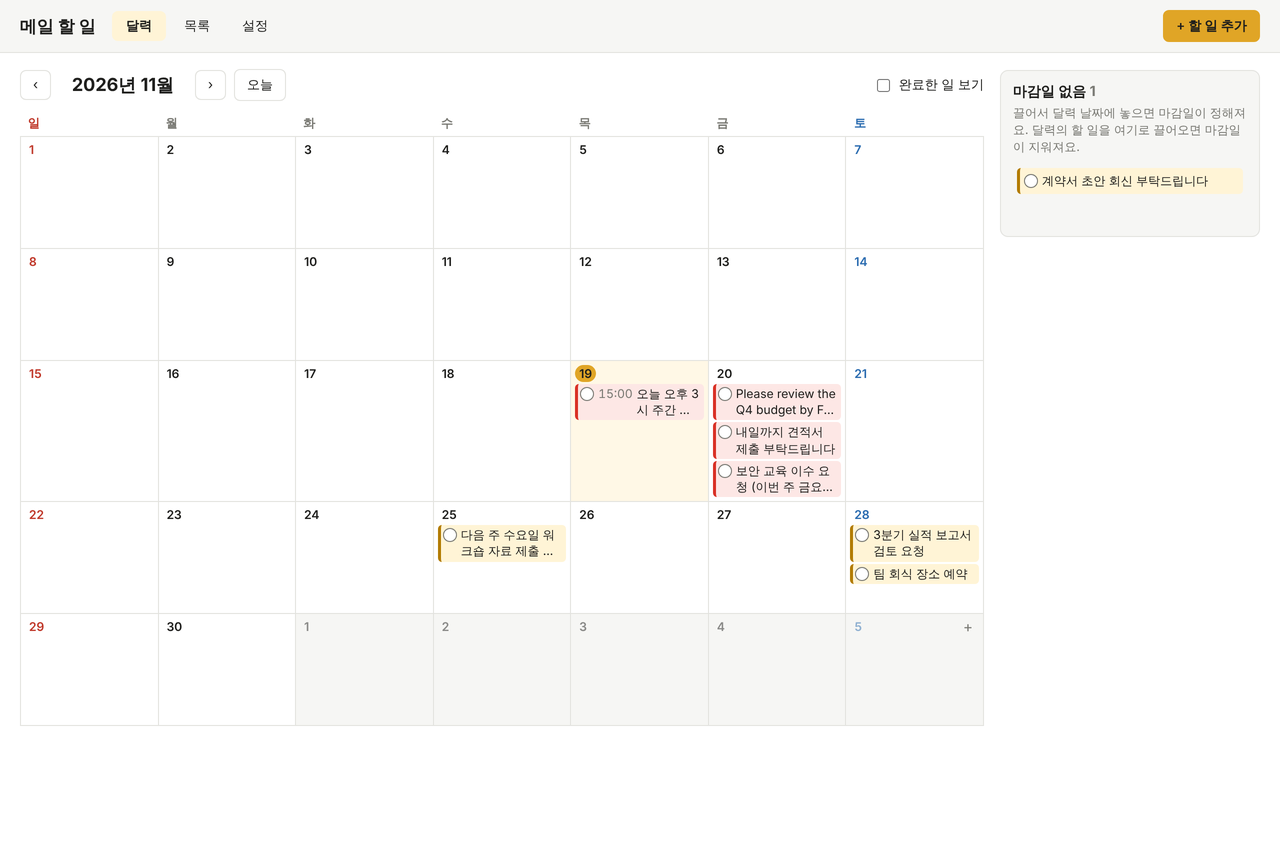 메일 할 일 달력 목록 설정 + 할 일 추가
‹ 2026년 11월 › 오늘 완료한 일 보기
일 월 화 수 목 금 토
1 2 3 4 5 6 7
8 9 10 11 12 13 14
15 16 17 18 19 20 21
15:00 오늘 오후 3
시 주간 ...
Please review the
Q4 budget by F...
내일까지 견적서
제출 부탁드립니다
보안 교육 이수 요
청 (이번 주 금요...
22 23 24 25 26 27 28
다음 주 수요일 워
크숍 자료 제출 ...
3분기 실적 보고서
검토 요청
팀 회식 장소 예약
29 30 1 2 3 4 5 +
마감일 없음 1
끌어서 달력 날짜에 놓으면 마감일이 정해져
요. 달력의 할 일을 여기로 끌어오면 마감일
이 지워져요.
계약서 초안 회신 부탁드립니다